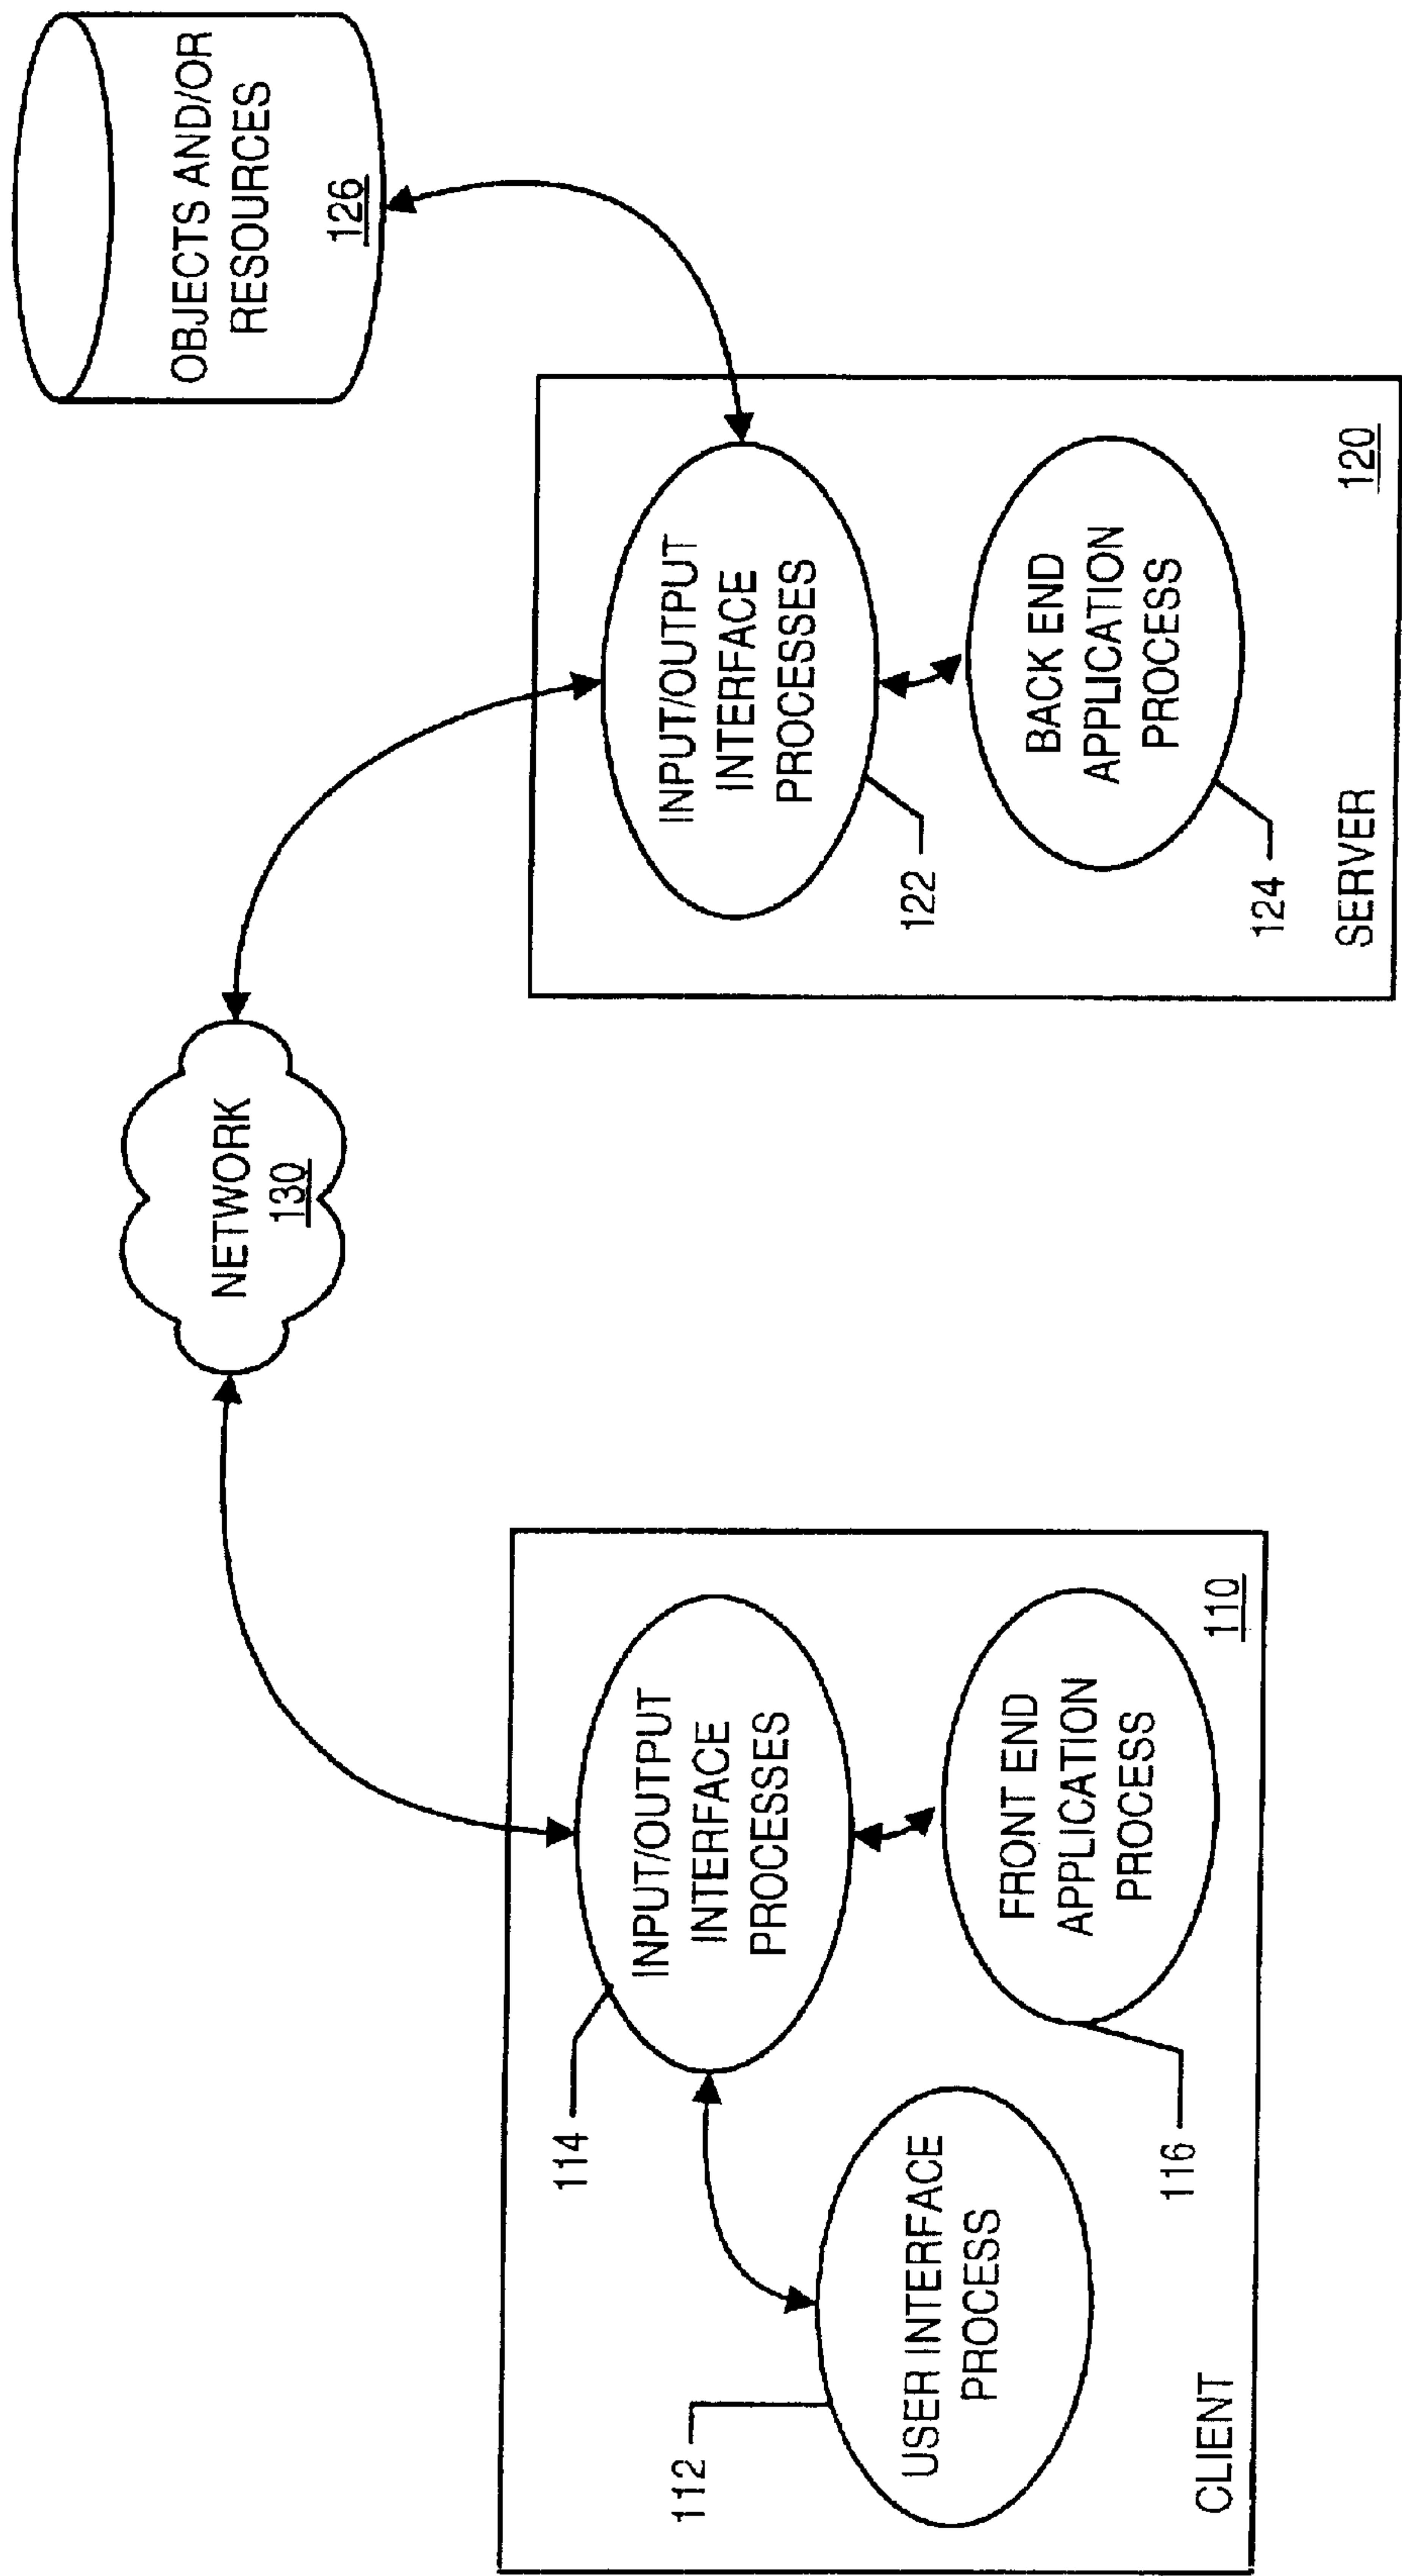 NETWORK
130
OBJECTS AND/OR
RESOURCES
126
114
INPUT/OUTPUT
INTERFACE
PROCESSES
112
USER INTERFACE
PROCESS
FRONT END
APPLICATION
PROCESS
116
CLIENT
110
INPUT/OUTPUT
INTERFACE
PROCESSES
122
BACK END
APPLICATION
PROCESS
124
SERVER
120